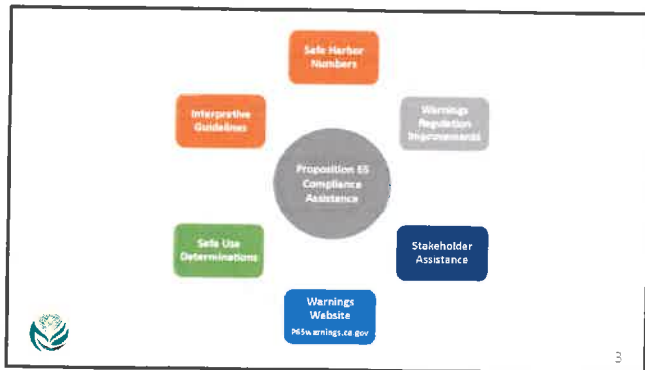 Safe Harbor
Numbers
Interpretive
Guidelines
Warnings
Regulation
Improvements
Proposition 65
Compliance
Assistance
Safe Use
Determinations
Stakeholder
Assistance
Warnings
Website
P65warnings.ca.gov
3